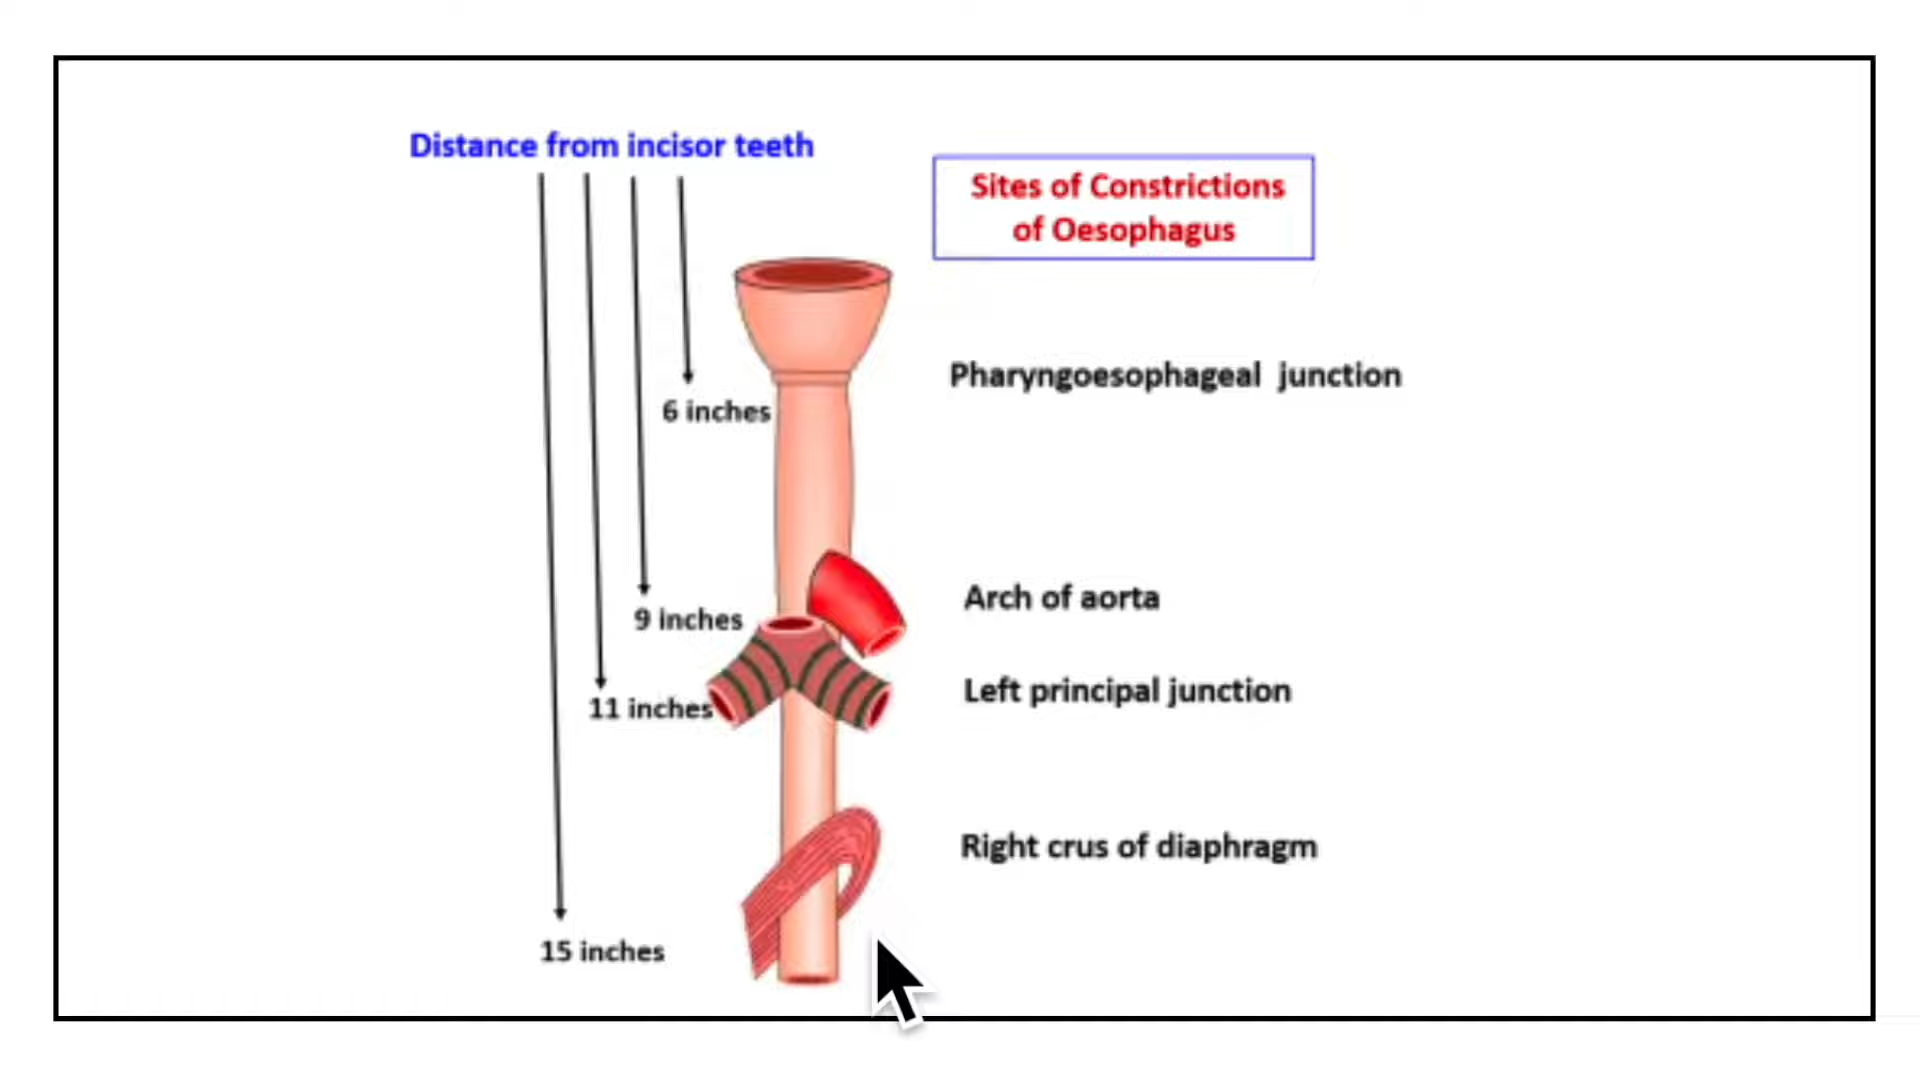 Distance from incisor teeth
Sites of Constrictions
of Oesophagus
Pharyngoesophageal junction
6 inches
Arch of aorta
9 inches
Left principal junction
11 inches
Right crus of diaphragm
15 inches